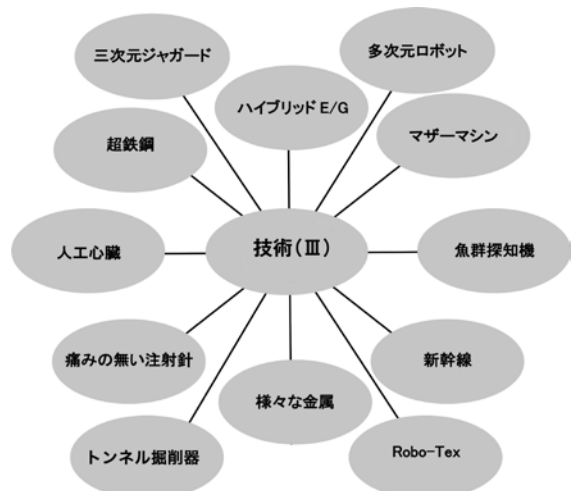 三次元ジャガード
多次元ロボット
ハイブリッド E/G
超鉄鋼
マザーマシン
人工心臓
技術(Ⅲ)
魚群探知機
痛みの無い注射針
新幹線
様々な金属
トンネル掘削器
Robo-Tex